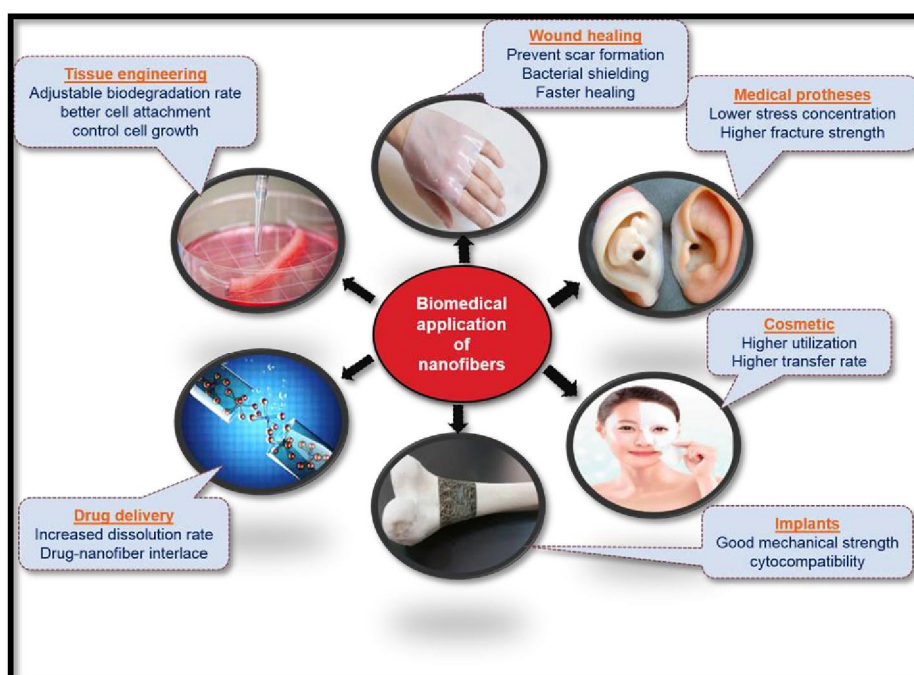 Wound healing
Prevent scar formation
Bacterial shielding
Faster healing
Tissue engineering
Adjustable biodegradation rate
better cell attachment
control cell growth
Medical protheses
Lower stress concentration
Higher fracture strength
Biomedical
application
of
nanofibers
Cosmetic
Higher utilization
Higher transfer rate
Drug delivery
Increased dissolution rate
Drug-nanofiber interlace
Implants
Good mechanical strength
cytocompatibility